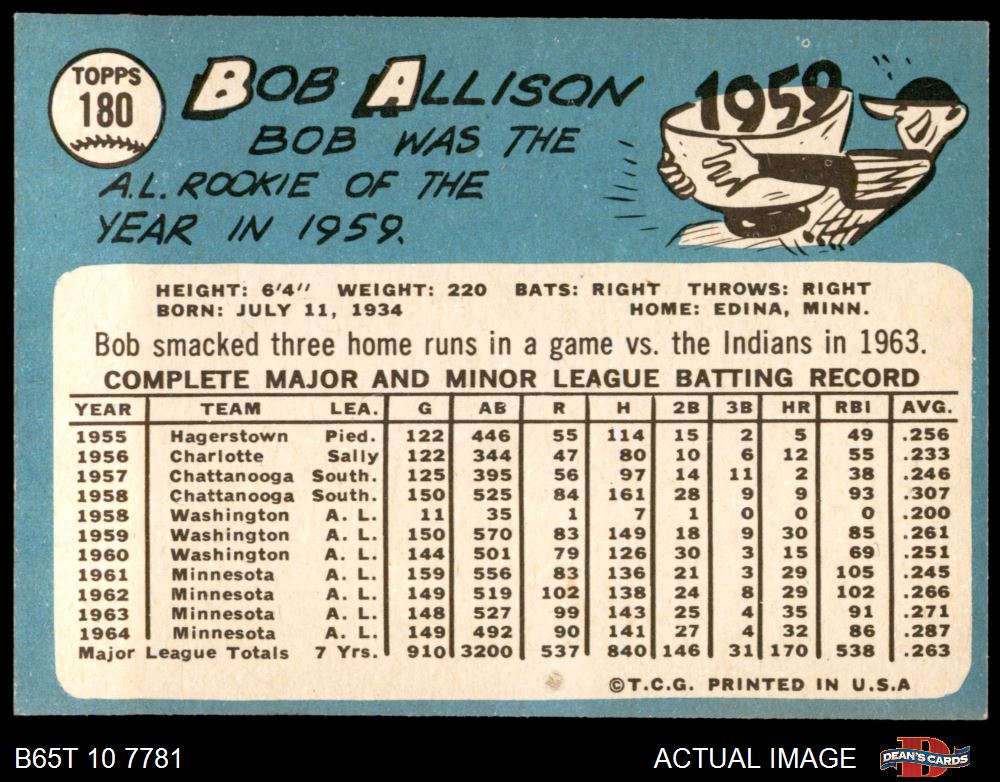 TOPPS
180
BOB ALLISON
BOB WAS THE
A.L. ROOKIE OF THE
YEAR IN 1959.
1959
HEIGHT: 6'4" WEIGHT: 220 BATS: RIGHT THROWS: RIGHT
BORN: JULY 11, 1934 HOME: EDINA, MINN.
Bob smacked three home runs in a game vs. the Indians in 1963.
COMPLETE MAJOR AND MINOR LEAGUE BATTING RECORD
YEAR TEAM LEA. G AB R H 2B 3B HR RBI AVG.
1955 Hagerstown Pied. 122 446 55 114 15 2 5 49 .256
1956 Charlotte Sally 122 344 47 80 10 6 12 55 .233
1957 Chattanooga South. 125 395 56 97 14 11 2 38 .246
1958 Chattanooga South. 150 525 84 161 28 9 9 93 .307
1958 Washington A. L. 11 35 1 7 1 0 0 0 .200
1959 Washington A. L. 150 570 83 149 18 9 30 85 .261
1960 Washington A. L. 144 501 79 126 30 3 15 69 .251
1961 Minnesota A. L. 159 556 83 136 21 3 29 105 .245
1962 Minnesota A. L. 149 519 102 138 24 8 29 102 .266
1963 Minnesota A. L. 148 527 99 143 25 4 35 91 .271
1964 Minnesota A. L. 149 492 90 141 27 4 32 86 .287
Major League Totals 7 Yrs. 910 3200 537 840 146 31 170 538 .263
©T.C.G. PRINTED IN U.S.A
B65T 10 7781 ACTUAL IMAGE DEAN'S CARDS